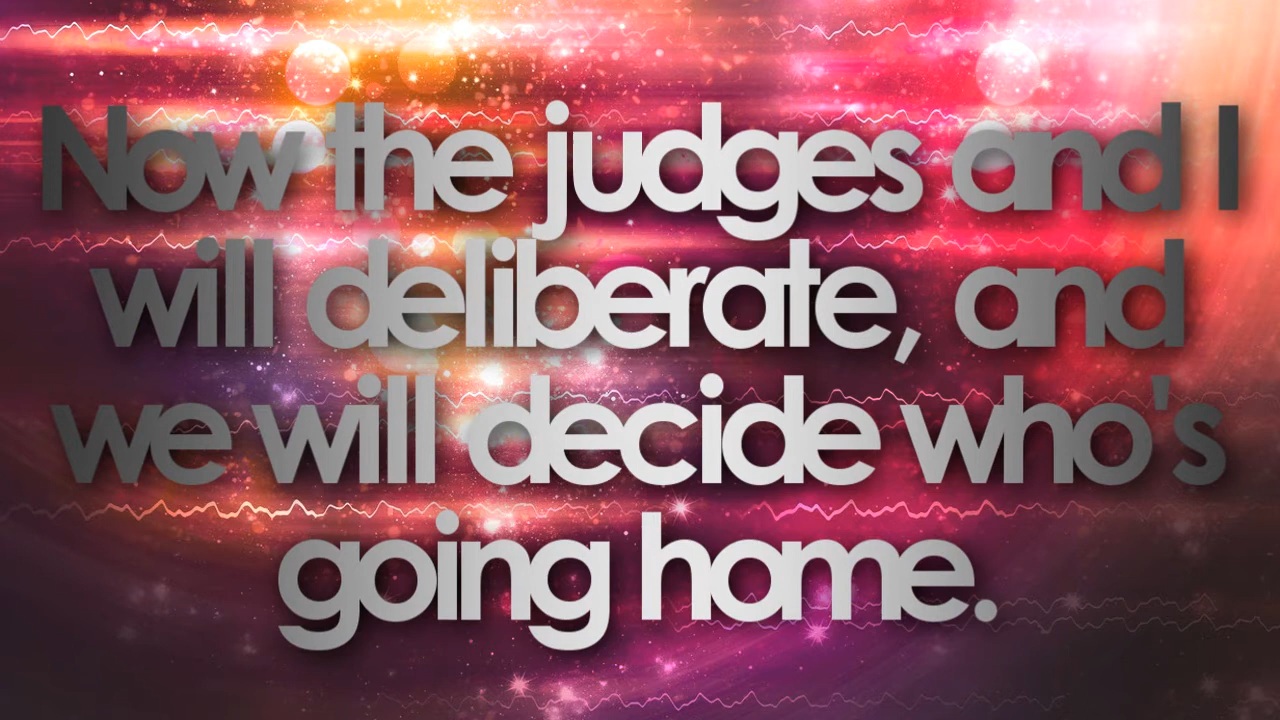 Now the judges and I
will deliberate, and
we will decide who's
going home.